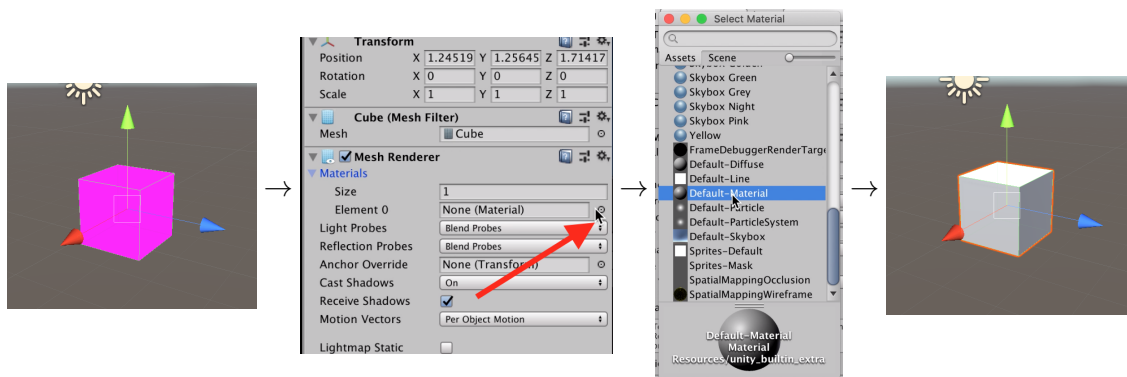 Transform
Position X 1.24519 Y 1.25645 Z 1.71417
Rotation X 0 Y 0 Z 0
Scale X 1 Y 1 Z 1
Cube (Mesh Filter)
Mesh Cube
Mesh Renderer
Materials
Size 1
Element 0 None (Material)
Light Probes Blend Probes
Reflection Probes Blend Probes
Anchor Override None (Transform)
Cast Shadows On
Receive Shadows
Motion Vectors Per Object Motion
Lightmap Static
Select Material
Assets Scene
Skybox Green
Skybox Grey
Skybox Night
Skybox Pink
Yellow
FrameDebuggerRenderTarge
Default-Diffuse
Default-Line
Default-Material
Default-Particle
Default-ParticleSystem
Default-Skybox
Sprites-Default
Sprites-Mask
SpatialMappingOcclusion
SpatialMappingWireframe
Default-Material
Material
Resources/unity_builtin_extra